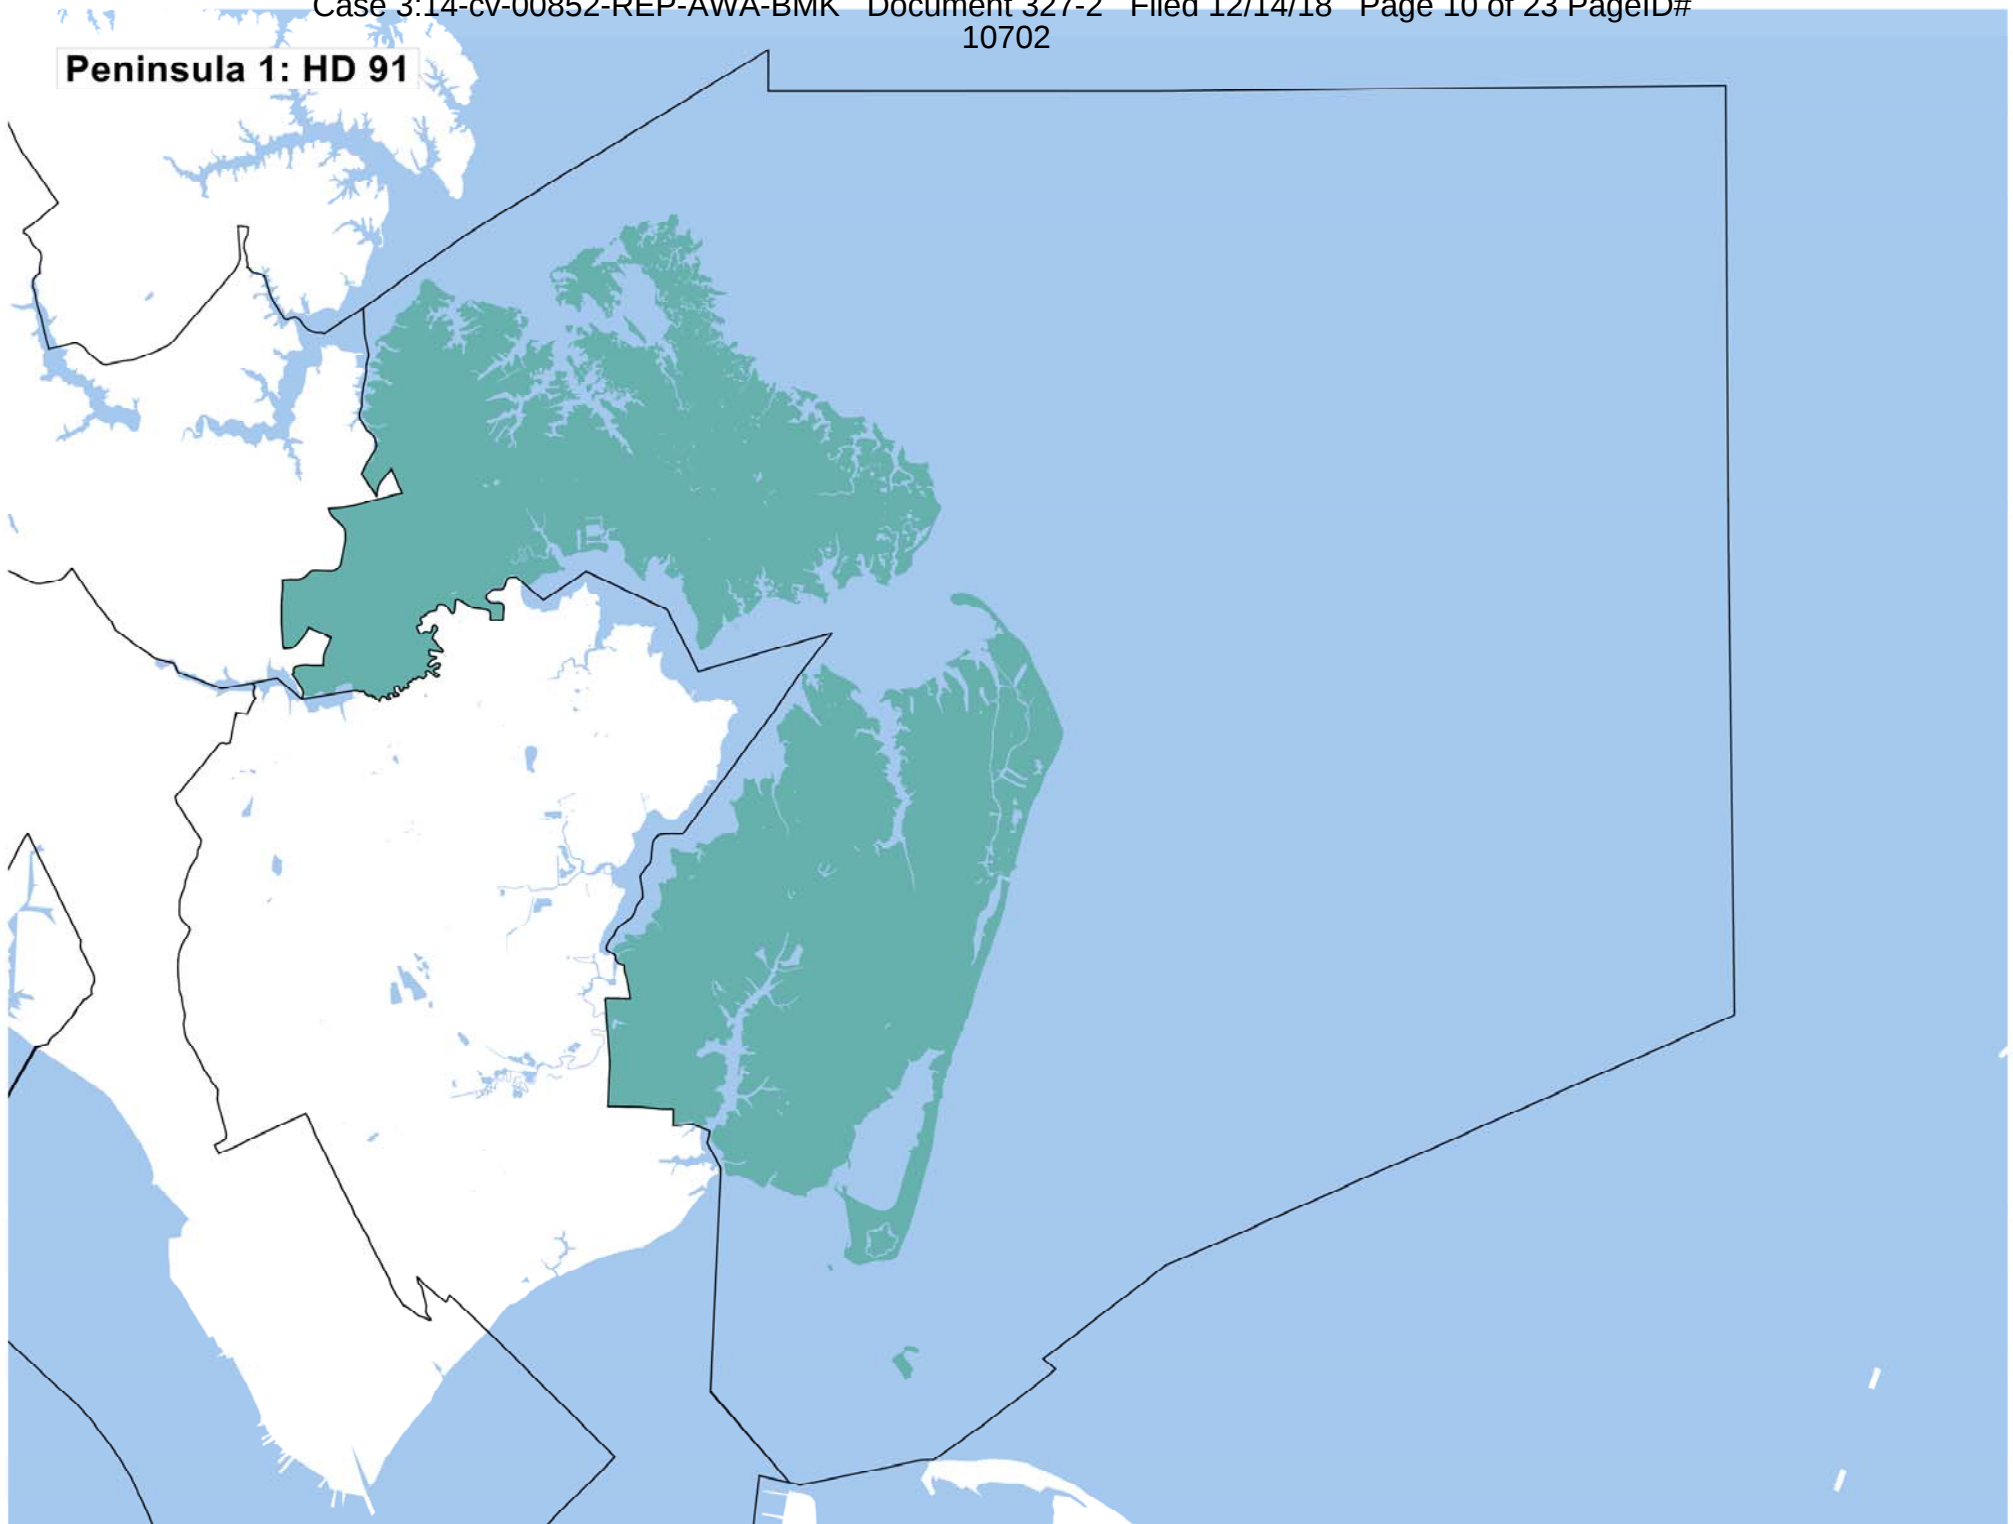 Case 3:14-cv-00852-REP-AWA-BMK Document 327-2 Filed 12/14/18 Page 10 of 23 PageID#
10702
Peninsula 1: HD 91